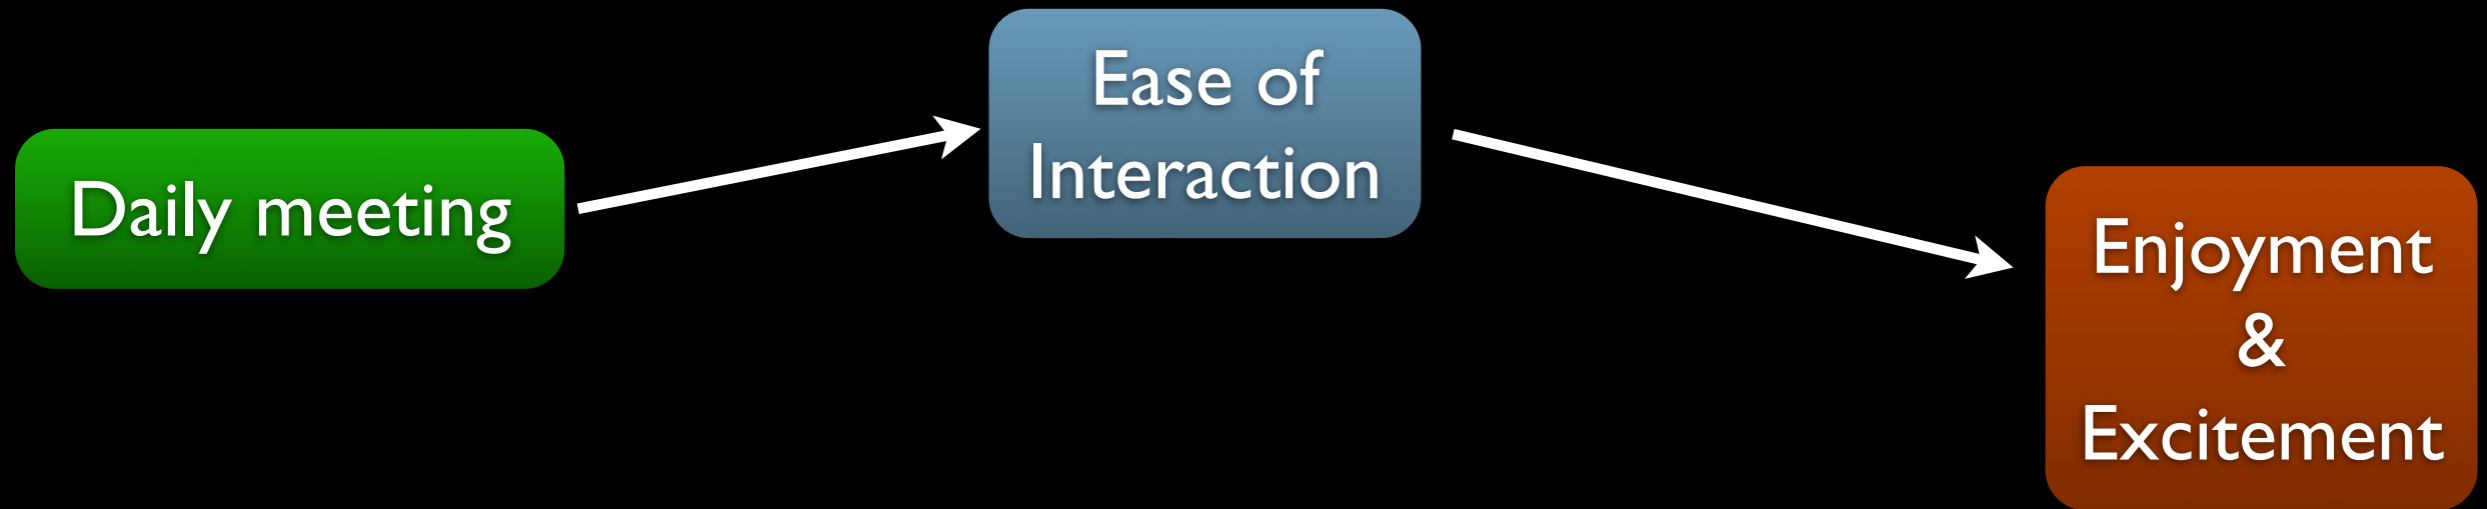 Daily meeting
Ease of
Interaction
Enjoyment
&
Excitement